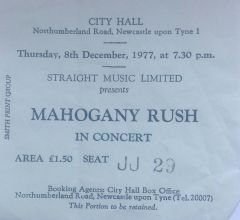 CITY HALL
Northumberland Road, Newcastle upon Tyne 1
Thursday, 8th December, 1977, at 7.30 p.m.
STRAIGHT MUSIC LIMITED
presents
MAHOGANY RUSH
IN CONCERT
AREA £1.50 SEAT JJ 29
Booking Agents: City Hall Box Office
Northumberland Road, Newcastle upon Tyne (Tel. 20007)
This Portion to be retained.
SMITH PRINT GROUP